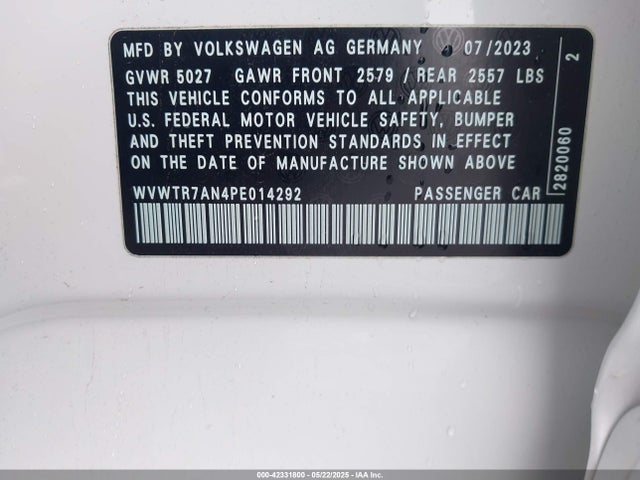 MFD BY VOLKSWAGEN AG GERMANY 07/2023
GVWR 5027 GAWR FRONT 2579 / REAR 2557 LBS
THIS VEHICLE CONFORMS TO ALL APPLICABLE
U.S. FEDERAL MOTOR VEHICLE SAFETY, BUMPER
AND THEFT PREVENTION STANDARDS IN EFFECT
ON THE DATE OF MANUFACTURE SHOWN ABOVE
WVWTR7AN4PE014292 PASSENGER CAR
2820060 2
000-42331800 - 05/22/2025 - IAA Inc.